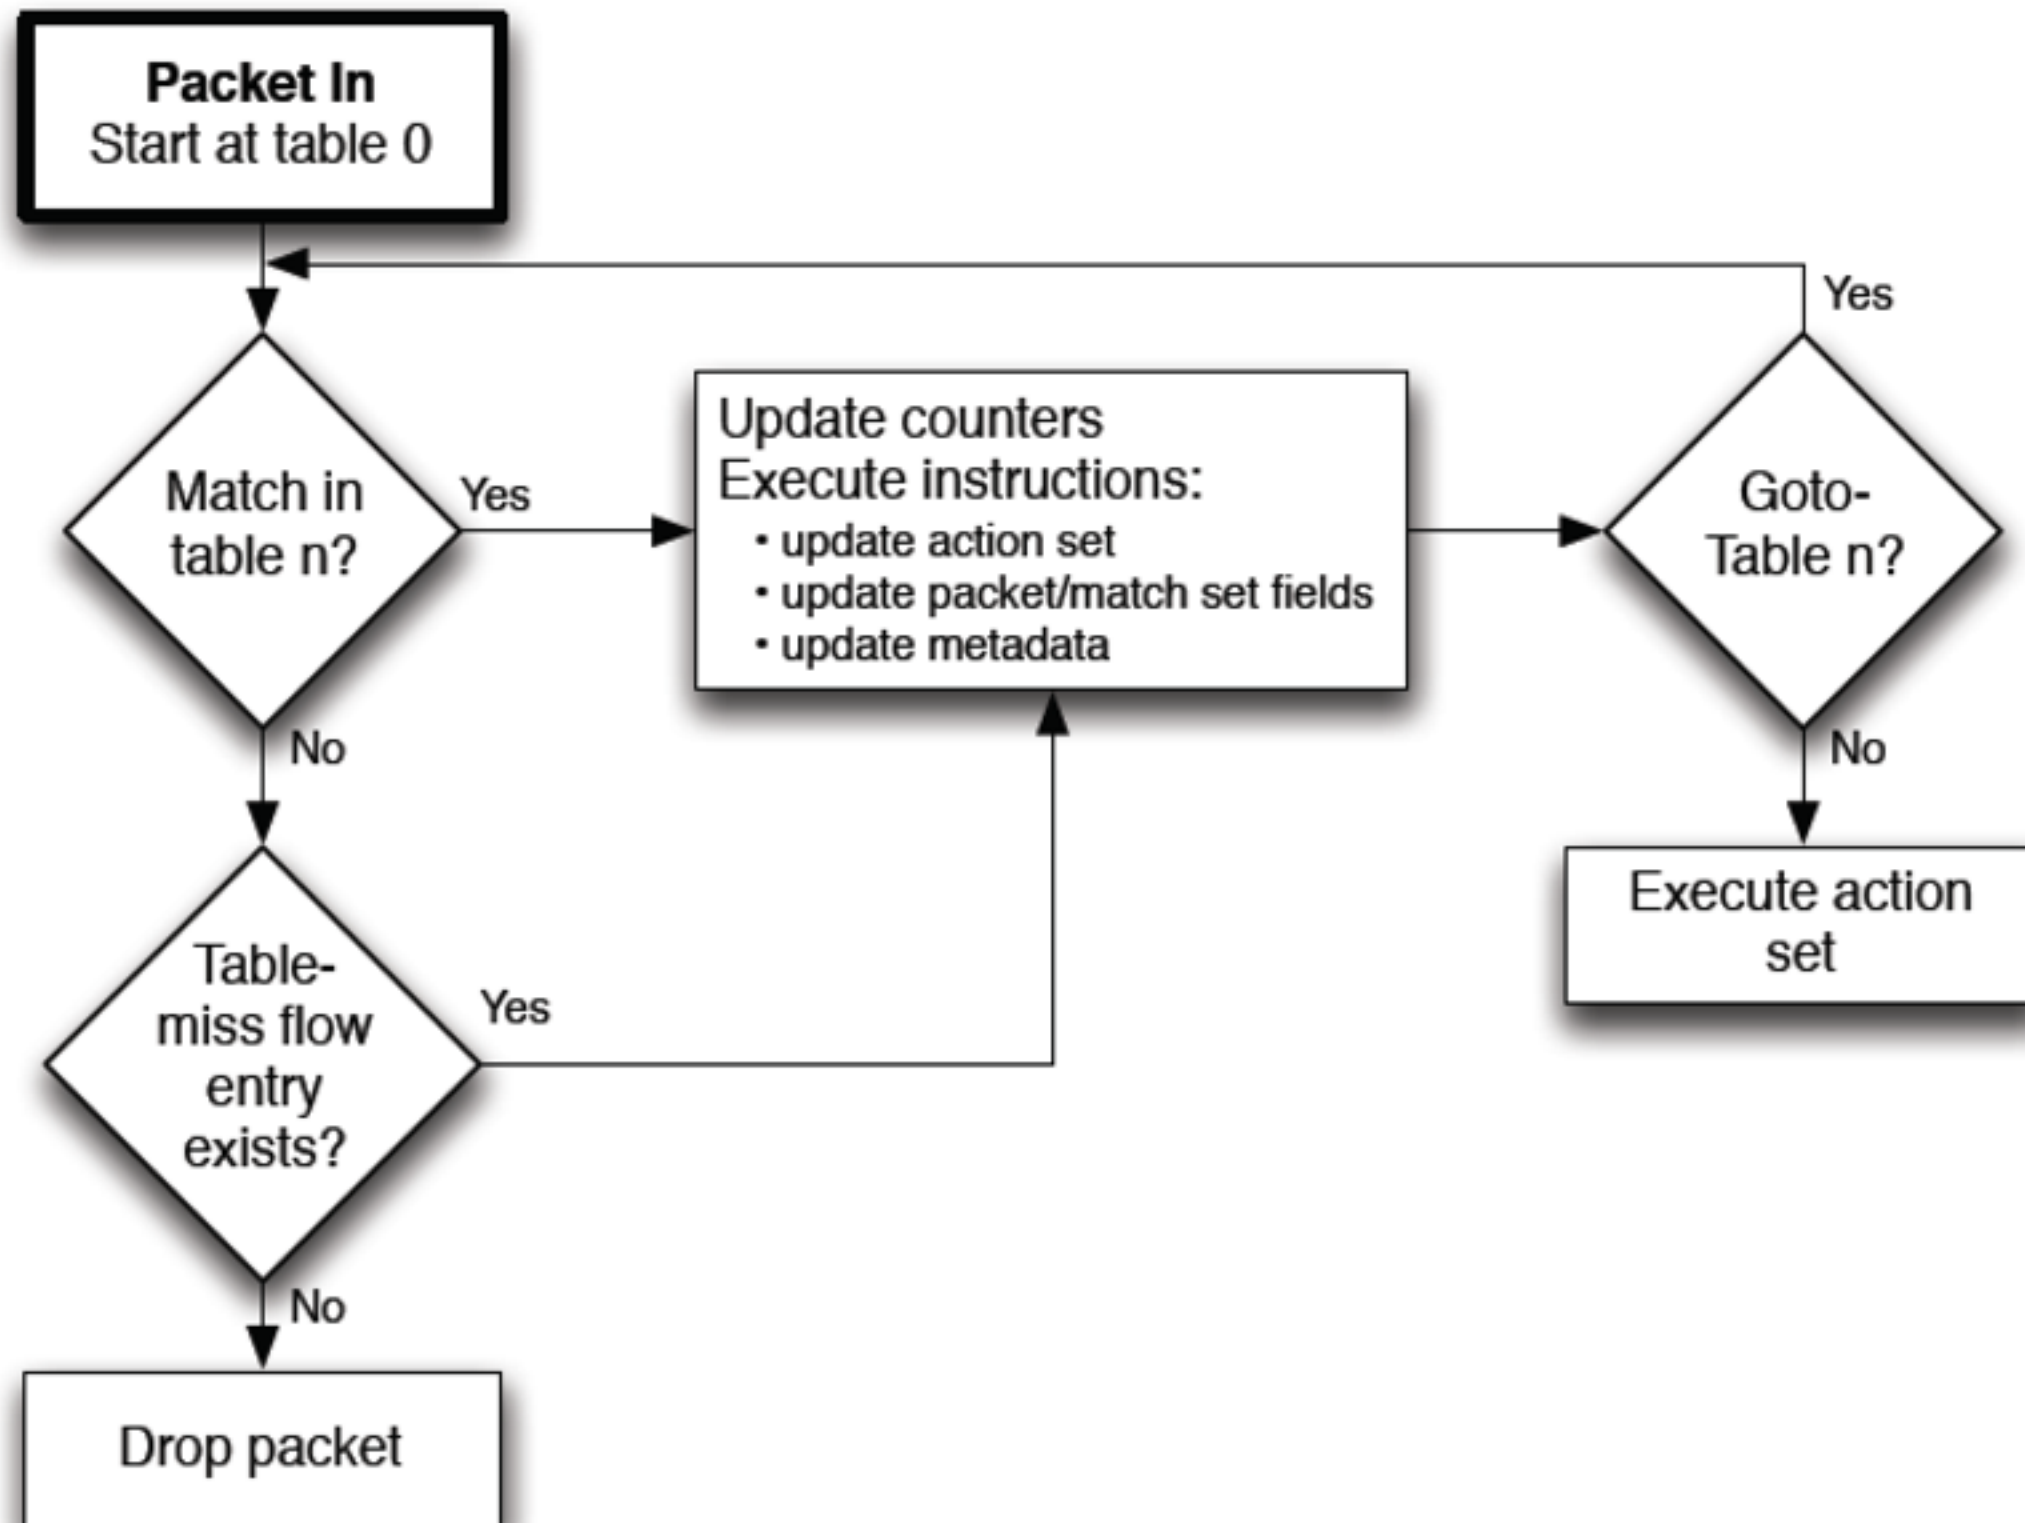 Packet In
Start at table 0
Yes
Match in
table n?
Yes
Update counters
Execute instructions:
• update action set
• update packet/match set fields
• update metadata
Goto-
Table n?
No
No
Execute action
set
Table-
miss flow
entry
exists?
Yes
No
Drop packet